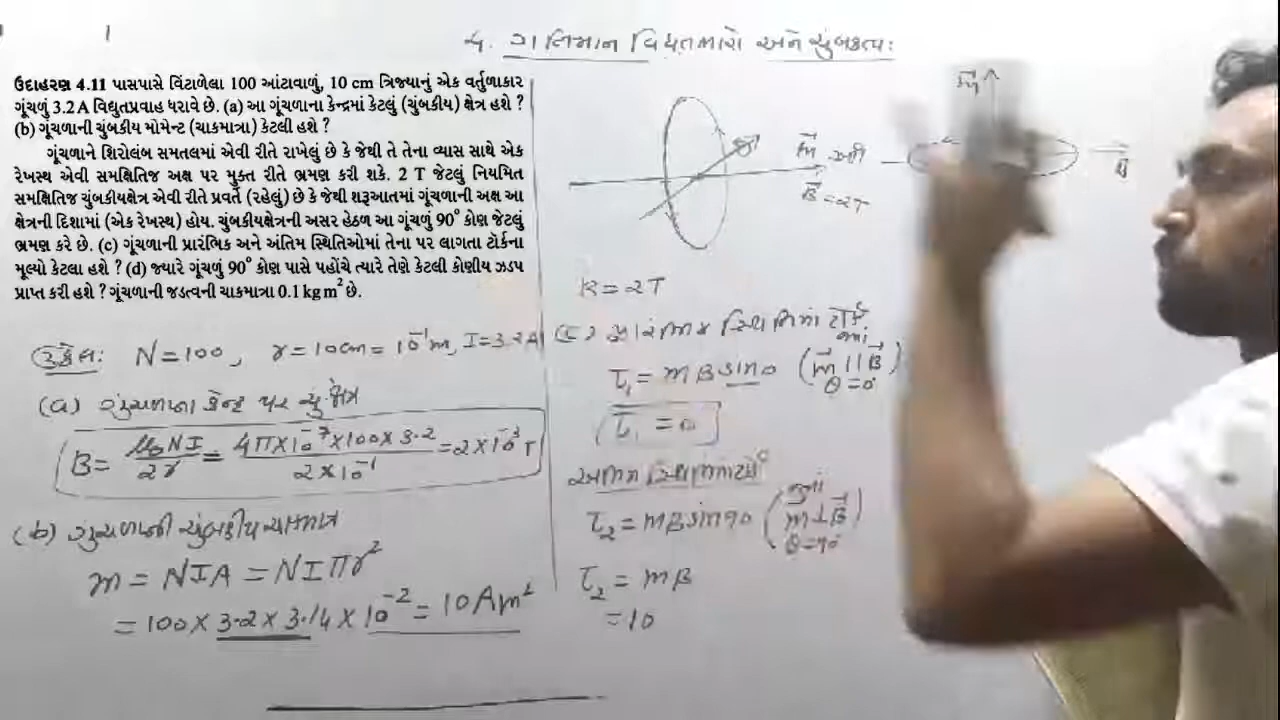 ૪. ગતિમાન વિદ્યુતભારો અને ચુંબકત્વ:
ઉદાહરણ 4.11 પાસપાસે વિંટાળેલા 100 આંટાવાળું, 10 cm ત્રિજ્યાનું એક વર્તુળાકાર
ગૂંચળું 3.2 A વિદ્યુતપ્રવાહ ધરાવે છે. (a) આ ગૂંચળાના કેન્દ્રમાં કેટલું (ચુંબકીય) ક્ષેત્ર હશે ?
(b) ગૂંચળાની ચુંબકીય મોમેન્ટ (ચાકમાત્રા) કેટલી હશે ?
ગૂંચળાને શિરોલંબ સમતલમાં એવી રીતે રાખેલું છે કે જેથી તે તેના વ્યાસ સાથે એક
રેખસ્થ એવી સમક્ષિતિજ અક્ષ પર મુક્ત રીતે ભ્રમણ કરી શકે. 2 T જેટલું નિયમિત
સમક્ષિતિજ ચુંબકીયક્ષેત્ર એવી રીતે પ્રવર્તે (રહેલું) છે કે જેથી શરૂઆતમાં ગૂંચળાની અક્ષ આ
ક્ષેત્રની દિશામાં (એક રેખસ્થ) હોય. ચુંબકીયક્ષેત્રની અસર હેઠળ આ ગૂંચળું 90° કોણ જેટલું
ભ્રમણ કરે છે. (c) ગૂંચળાની પ્રારંભિક અને અંતિમ સ્થિતિઓમાં તેના પર લાગતા ટૉર્કના
મૂલ્યો કેટલા હશે ? (d) જ્યારે ગૂંચળું 90° કોણ પાસે પહોંચે ત્યારે તેણે કેટલી કોણીય ઝડપ
પ્રાપ્ત કરી હશે ? ગૂંચળાની જડત્વની ચાકમાત્રા 0.1 kg m² છે.
ઉકેલ: N = 100, r = 10cm = 10⁻¹m, I = 3.2A
(a) ગૂંચળાના કેન્દ્ર પર ચું ક્ષેત્ર
B = μ₀NI/2r = 4π×10⁻⁷×100×3.2/2×10⁻¹ = 2×10⁻³ T
(b) ગૂંચળાની ચુંબકીય ચાકમાત્રા
m = NIA = NIπr²
= 100 × 3.2 × 3.14 × 10⁻² = 10 Am²
m⃗
B⃗ = 2T
B = 2T
(c) પ્રારંભિક સ્થિતિમાં ટૉર્ક
τ₁ = mBsin0 (m⃗ || B⃗
θ = 0°)
τ₁ = 0
અંતિમ સ્થિતિમાં ટૉર્ક
τ₂ = mBsin90 (જ્યાં
m⃗ ⊥ B⃗
θ = 90°)
τ₂ = mB
= 10